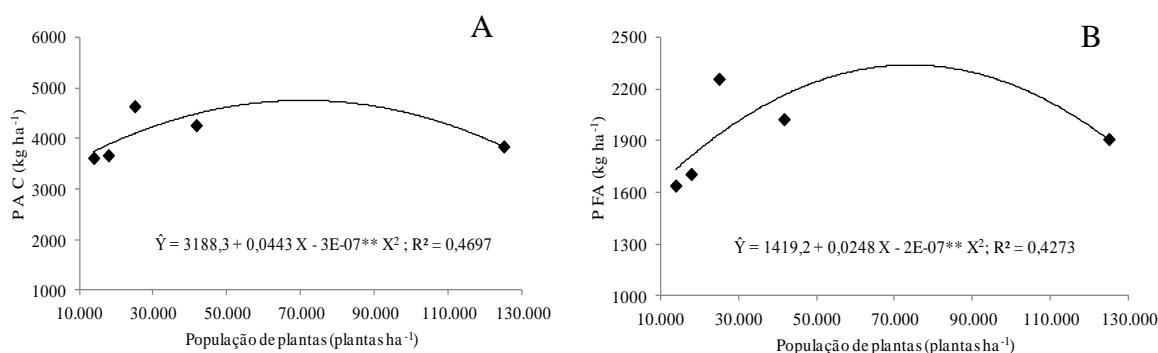 A
6000
5000
4000
3000
2000
1000
P A C (kg ha-1)
Ŷ = 3188,3 + 0,0443 X - 3E-07** X² ; R² = 0,4697
10.000 30.000 50.000 70.000 90.000 110.000 130.000
População de plantas (plantas ha-1)
B
2500
2200
1900
1600
1300
1000
P FA (kg ha-1)
Ŷ = 1419,2 + 0,0248 X - 2E-07** X²; R² = 0,4273
10.000 30.000 50.000 70.000 90.000 110.000 130.000
População de plantas (plantas ha-1)